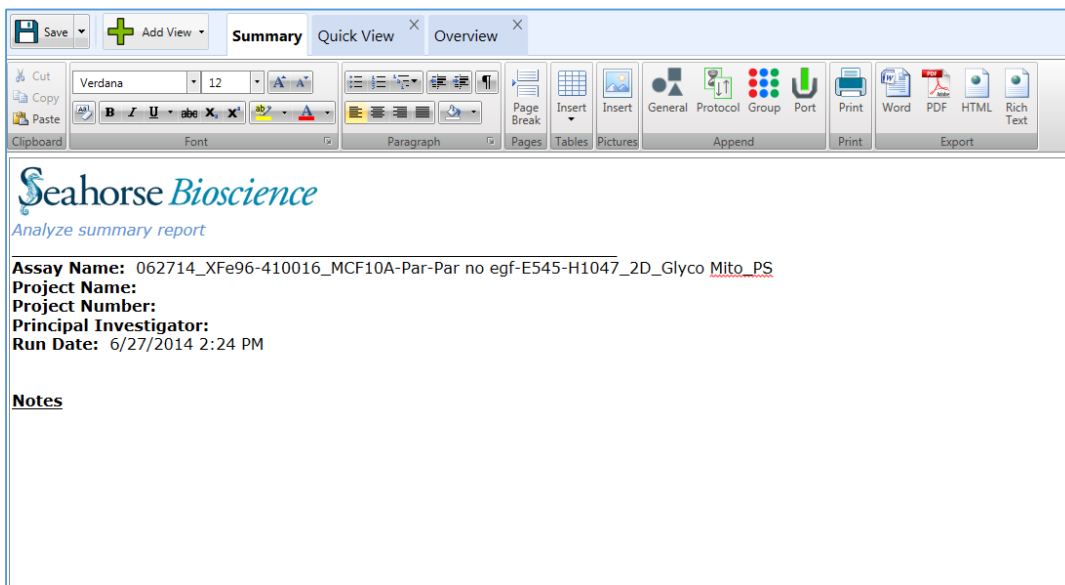 Save
Add View
Summary
Quick View X
Overview X
Cut
Copy
Paste
Clipboard
Verdana
12
A A
B I U abc X, X²
ab A
Font
¶
Paragraph
Page
Break
Pages
Insert
Tables
Insert
Pictures
General Protocol Group Port
Append
Print
Print
Word PDF HTML Rich
Text
Export
Seahorse Bioscience
Analyze summary report
Assay Name: 062714_XFe96-410016_MCF10A-Par-Par no egf-E545-H1047_2D_Glyco Mito_PS
Project Name:
Project Number:
Principal Investigator:
Run Date: 6/27/2014 2:24 PM
Notes